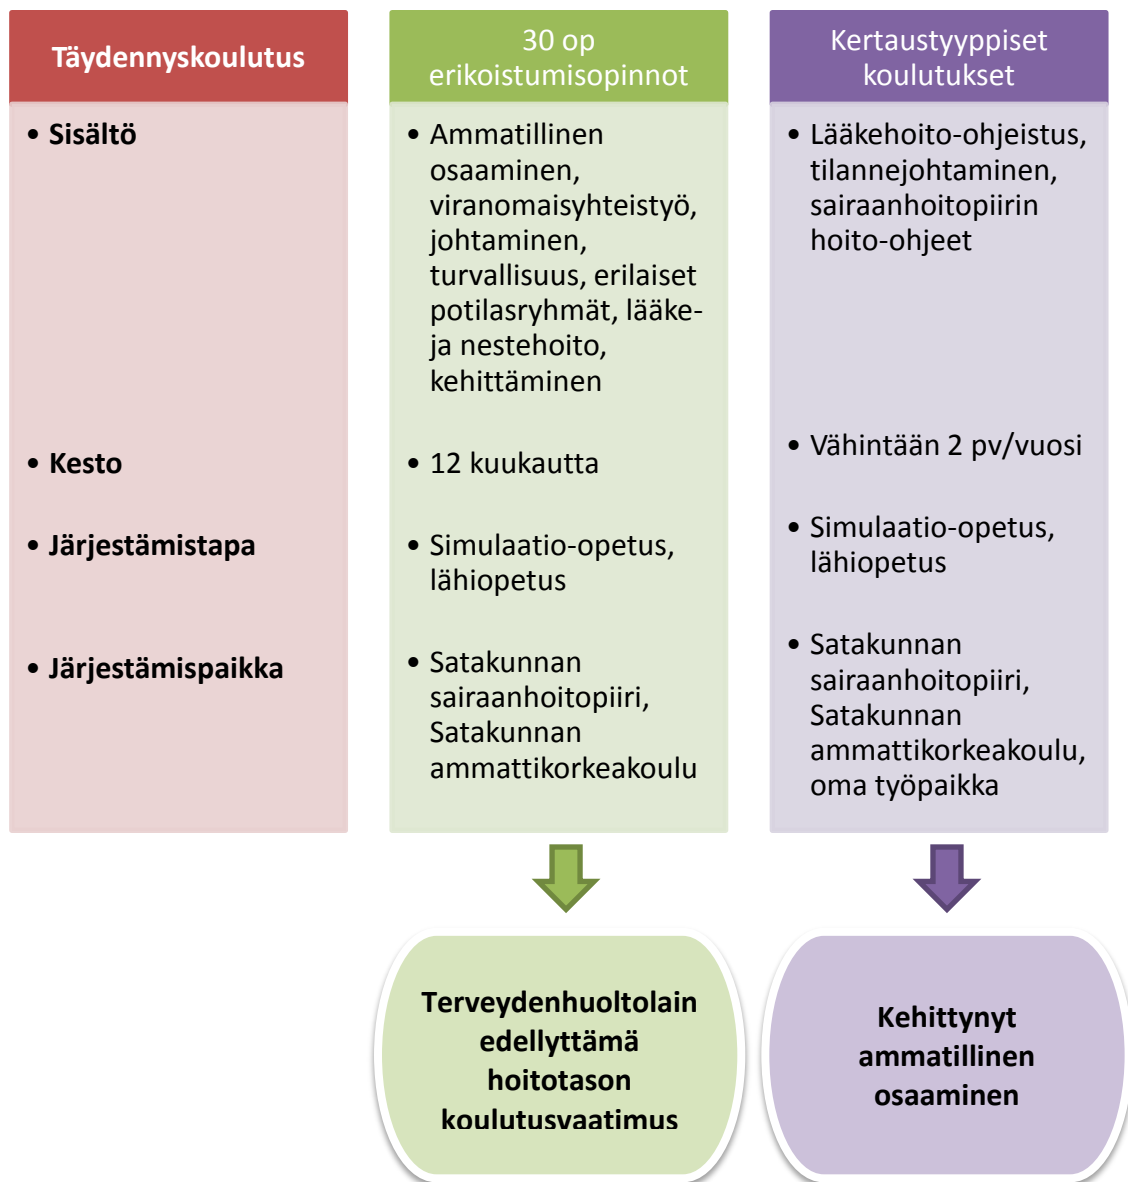 Täydennyskoulutus
• Sisältö
• Kesto
• Järjestämistapa
• Järjestämispaikka
30 op
erikoistumisopinnot
• Ammatillinen
osaaminen,
viranomaisyhteistyö,
johtaminen,
turvallisuus, erilaiset
potilasryhmät, lääke-
ja nestehoito,
kehittäminen
• 12 kuukautta
• Simulaatio-opetus,
lähiopetus
• Satakunnan
sairaanhoitopiiri,
Satakunnan
ammattikorkeakoulu
Terveydenhuoltolain
edellyttämä
hoitotason
koulutusvaatimus
Kertaustyyppiset
koulutukset
• Lääkehoito-ohjeistus,
tilannejohtaminen,
sairaanhoitopiirin
hoito-ohjeet
• Vähintään 2 pv/vuosi
• Simulaatio-opetus,
lähiopetus
• Satakunnan
sairaanhoitopiiri,
Satakunnan
ammattikorkeakoulu,
oma työpaikka
Kehittynyt
ammatillinen
osaaminen